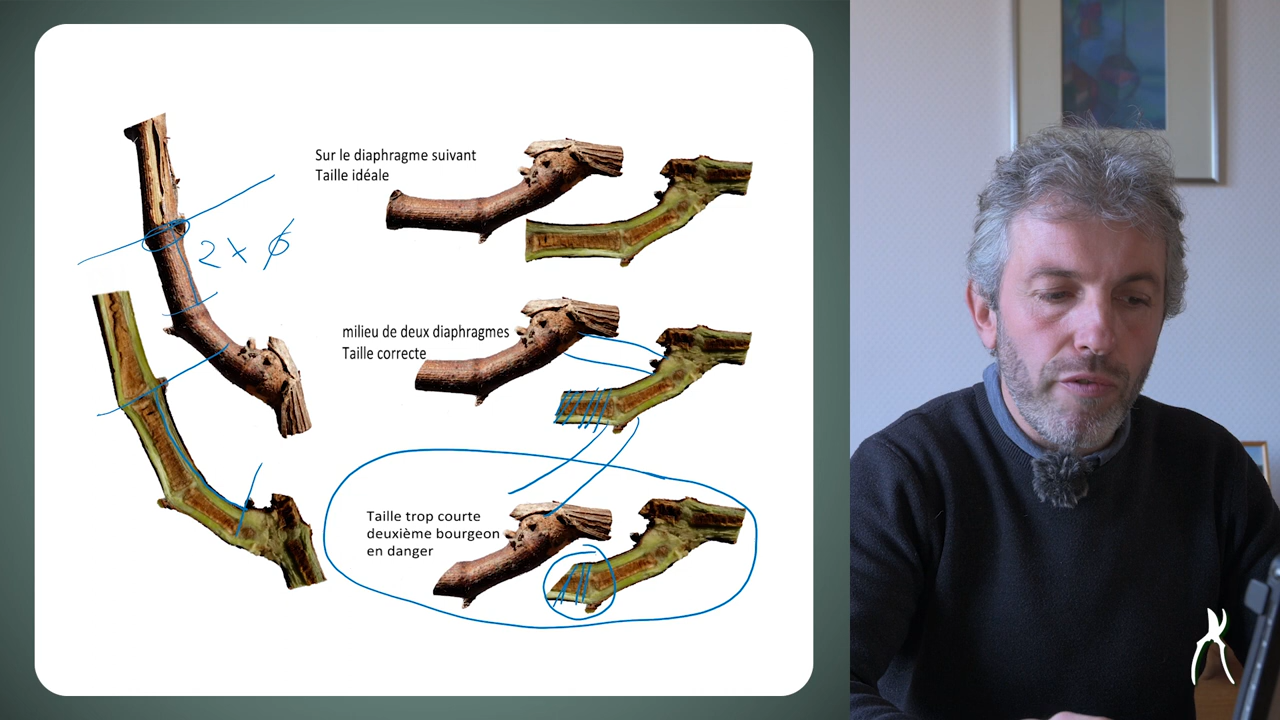 Sur le diaphragme suivant
Taille idéale
2 x ϕ
milieu de deux diaphragmes
Taille correcte
Taille trop courte
deuxième bourgeon
en danger